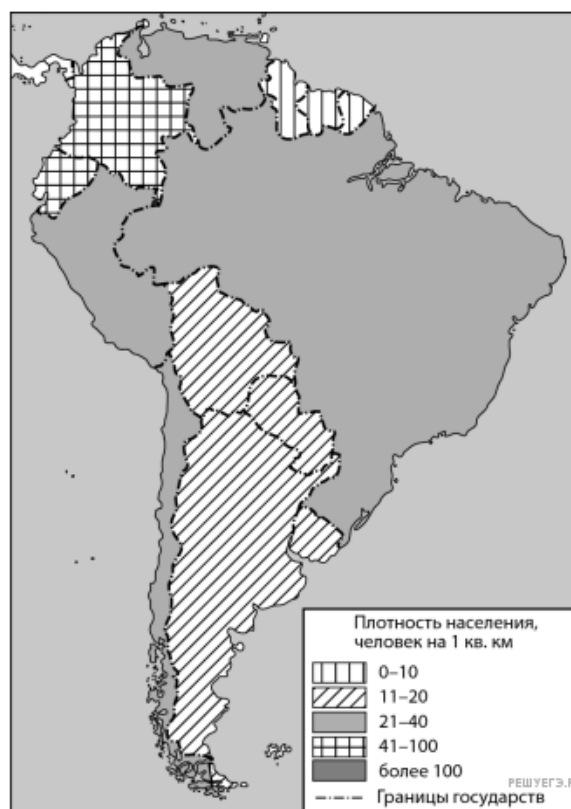 Плотность населения,
человек на 1 кв. км
0–10
11–20
21–40
41–100
более 100
Границы государств